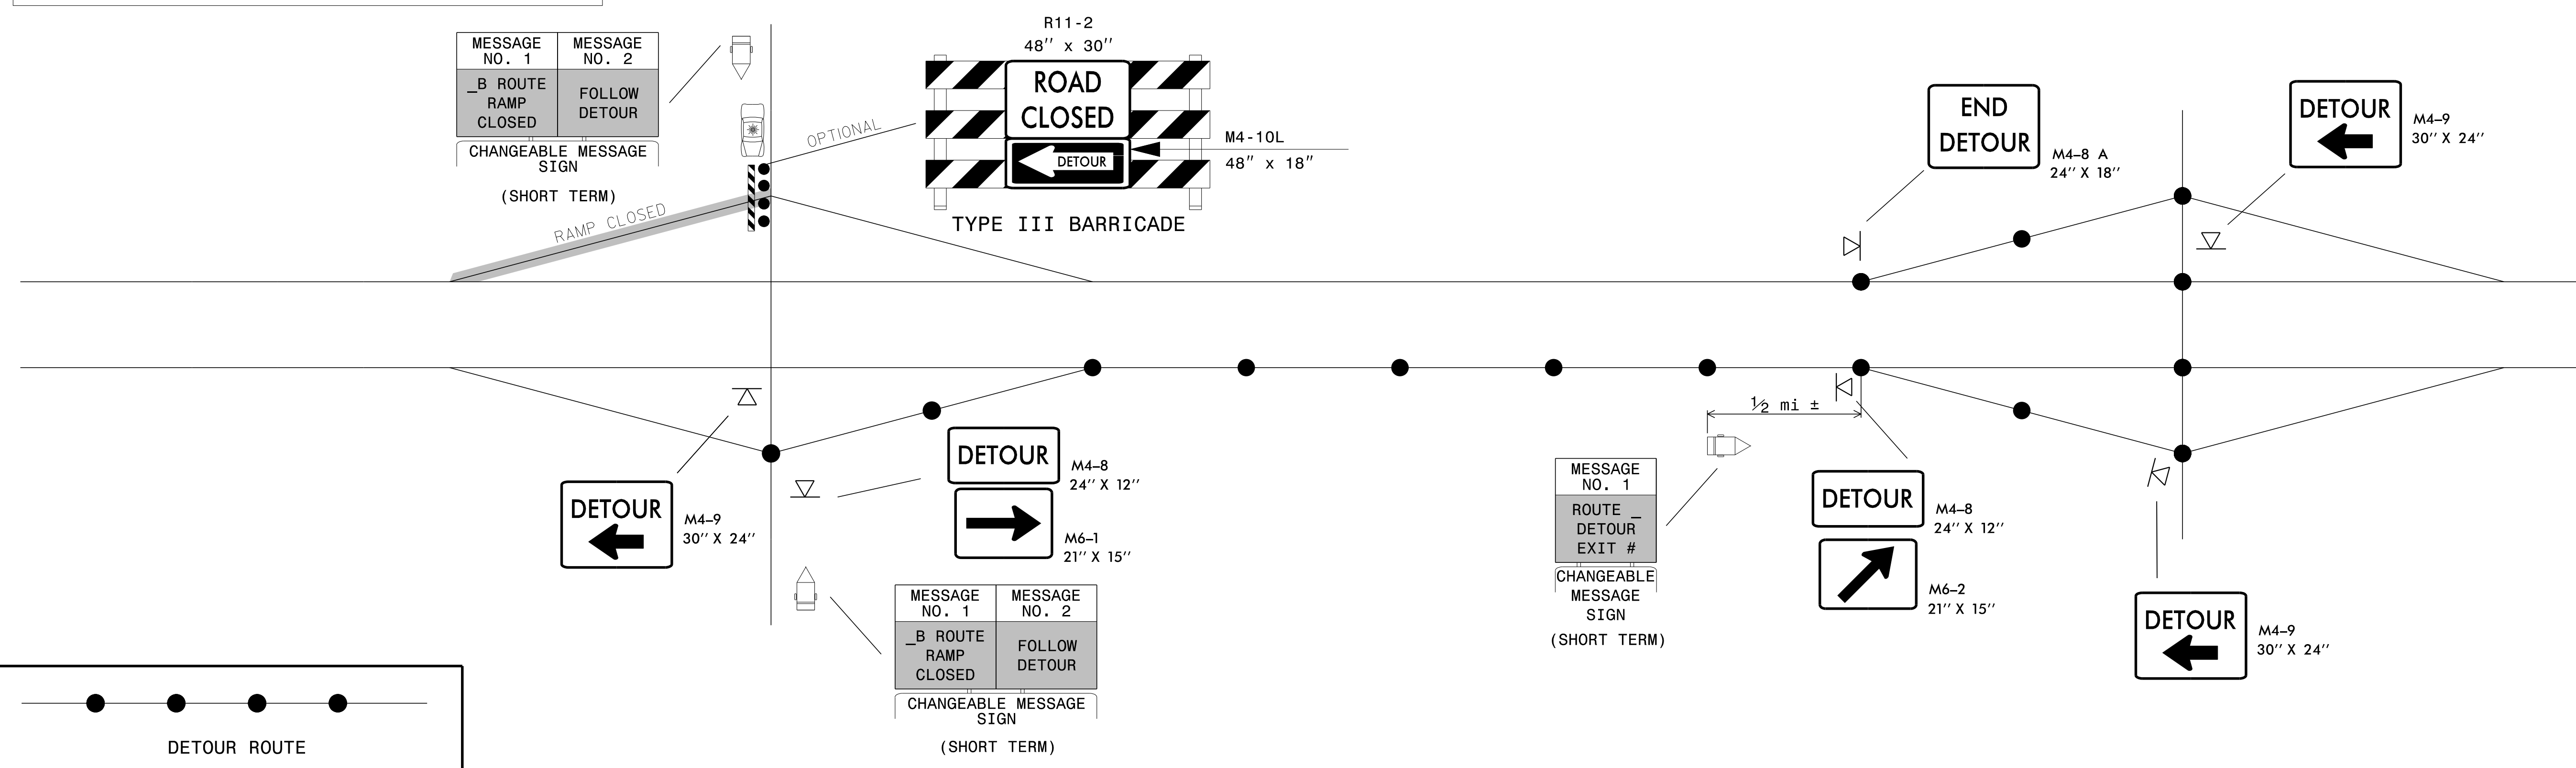 MESSAGE NO. 1
MESSAGE NO. 2
_B ROUTE
RAMP
CLOSED
FOLLOW
DETOUR
CHANGEABLE MESSAGE
SIGN
(SHORT TERM)
RAMP CLOSED
OPTIONAL
R11-2
48" x 30"
ROAD
CLOSED
DETOUR
M4-10L
48" x 18"
TYPE III BARRICADE
END
DETOUR
M4-8 A
24" X 18"
DETOUR
M4-9
30" X 24"
DETOUR
M4-9
30" X 24"
DETOUR
M4-8
24" X 12"
M6-1
21" X 15"
MESSAGE NO. 1
MESSAGE NO. 2
_B ROUTE
RAMP
CLOSED
FOLLOW
DETOUR
CHANGEABLE MESSAGE
SIGN
(SHORT TERM)
1/2 mi ±
MESSAGE
NO. 1
ROUTE _
DETOUR
EXIT #
CHANGEABLE
MESSAGE
SIGN
(SHORT TERM)
DETOUR
M4-8
24" X 12"
M6-2
21" X 15"
DETOUR
M4-9
30" X 24"
DETOUR ROUTE